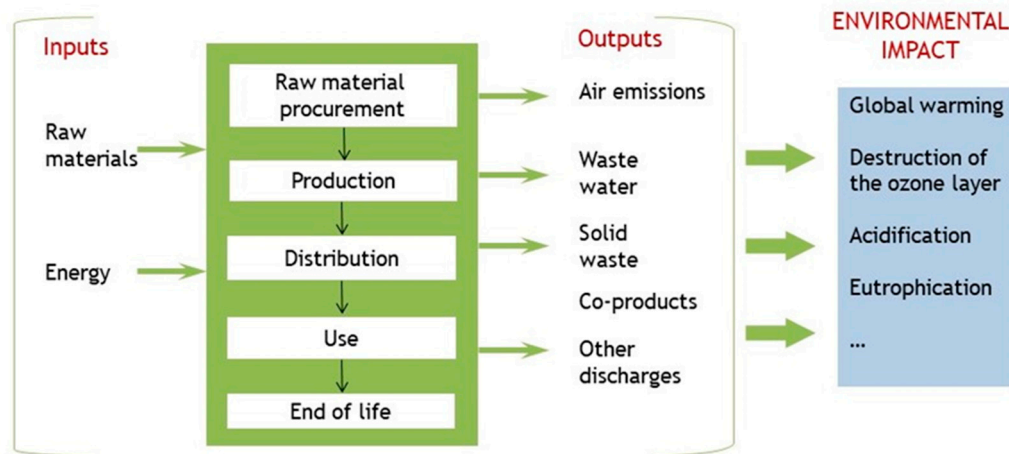 Inputs
Raw
materials
Energy
Raw material
procurement
Production
Distribution
Use
End of life
Outputs
Air emissions
Waste
water
Solid
waste
Co-products
Other
discharges
ENVIRONMENTAL
IMPACT
Global warming
Destruction of
the ozone layer
Acidification
Eutrophication
...